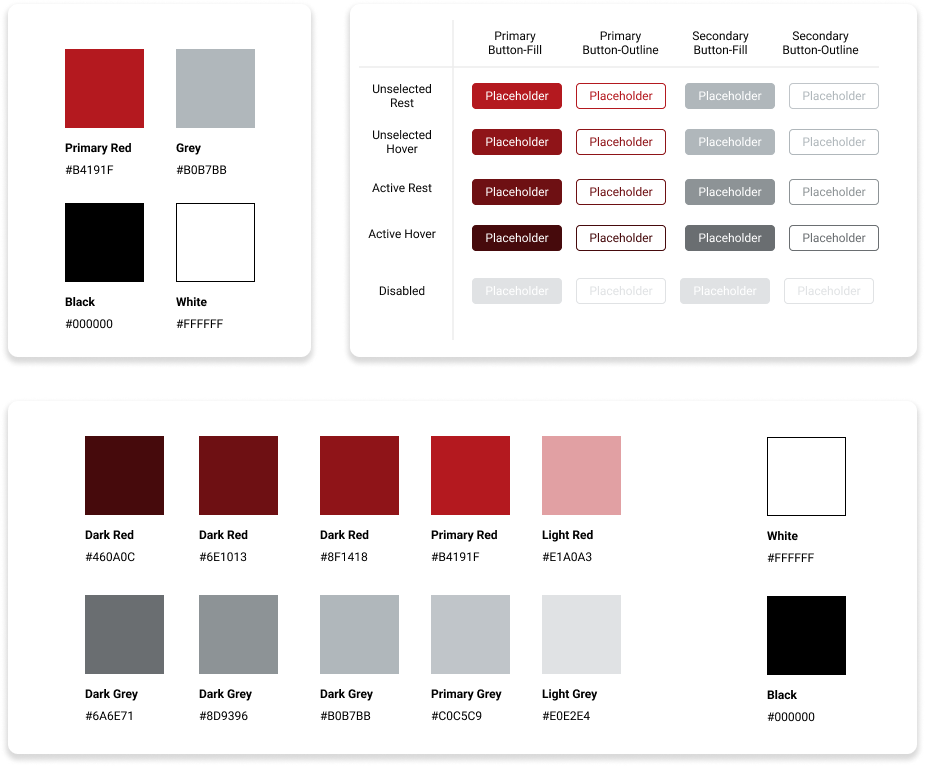 Primary Red
Grey
#B4191F
#B0B7BB
Black
White
#000000
#FFFFFF
Primary
Button-Fill
Primary
Button-Outline
Secondary
Button-Fill
Secondary
Button-Outline
Unselected
Rest
Placeholder
Placeholder
Placeholder
Placeholder
Unselected
Hover
Placeholder
Placeholder
Placeholder
Placeholder
Active Rest
Placeholder
Placeholder
Placeholder
Placeholder
Active Hover
Placeholder
Placeholder
Placeholder
Placeholder
Disabled
Placeholder
Placeholder
Placeholder
Placeholder
Dark Red
Dark Red
Dark Red
Primary Red
Light Red
White
#460A0C
#6E1013
#8F1418
#B4191F
#E1A0A3
#FFFFFF
Dark Grey
Dark Grey
Dark Grey
Primary Grey
Light Grey
Black
#6A6E71
#8D9396
#B0B7BB
#C0C5C9
#E0E2E4
#000000